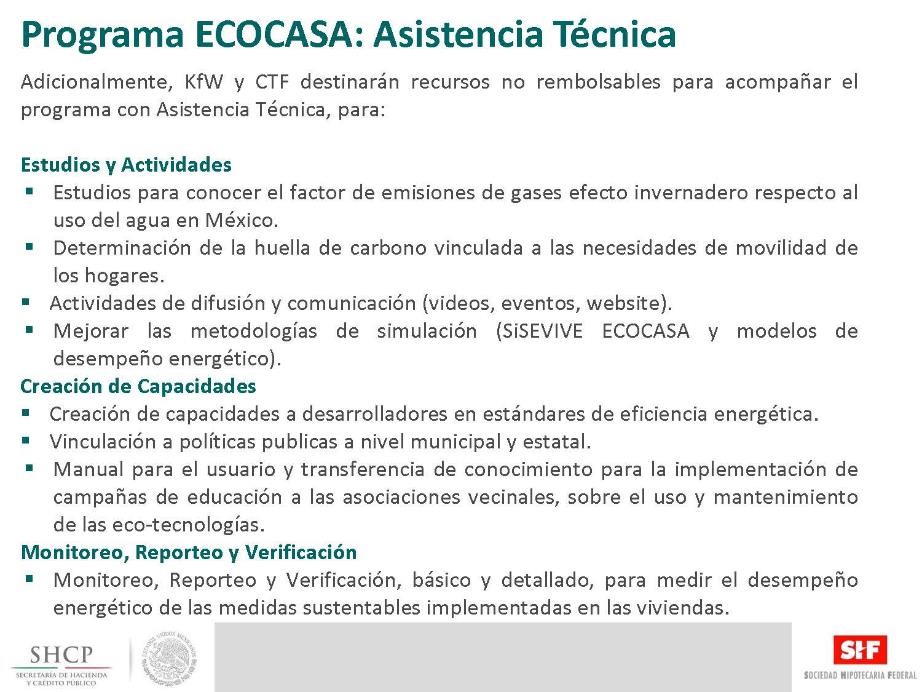 Programa ECOCASA: Asistencia Técnica
Adicionalmente, KfW y CTF destinarán recursos no rembolsables para acompañar el
programa con Asistencia Técnica, para:
Estudios y Actividades
▪ Estudios para conocer el factor de emisiones de gases efecto invernadero respecto al
uso del agua en México.
▪ Determinación de la huella de carbono vinculada a las necesidades de movilidad de
los hogares.
▪ Actividades de difusión y comunicación (videos, eventos, website).
▪ Mejorar las metodologías de simulación (SiSEVIVE ECOCASA y modelos de
desempeño energético).
Creación de Capacidades
▪ Creación de capacidades a desarrolladores en estándares de eficiencia energética.
▪ Vinculación a políticas publicas a nivel municipal y estatal.
▪ Manual para el usuario y transferencia de conocimiento para la implementación de
campañas de educación a las asociaciones vecinales, sobre el uso y mantenimiento
de las eco-tecnologías.
Monitoreo, Reporteo y Verificación
▪ Monitoreo, Reporteo y Verificación, básico y detallado, para medir el desempeño
energético de las medidas sustentables implementadas en las viviendas.
SHCP
SECRETARÍA DE HACIENDA
Y CRÉDITO PÚBLICO
ESTADOS UNIDOS MEXICANOS
SHF
SOCIEDAD HIPOTECARIA FEDERAL